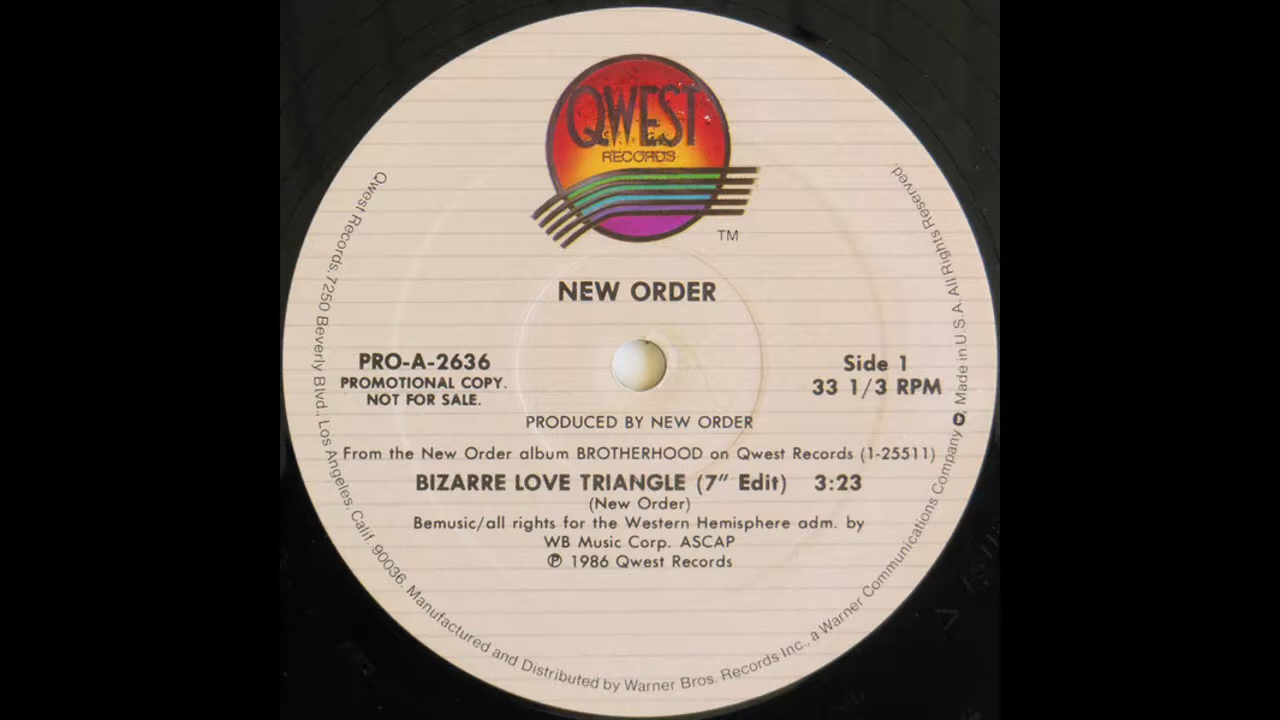 QWEST
RECORDS
TM
NEW ORDER
PRO-A-2636
PROMOTIONAL COPY.
NOT FOR SALE.
Side 1
33 1/3 RPM
PRODUCED BY NEW ORDER
From the New Order album BROTHERHOOD on Qwest Records (1-25511)
BIZARRE LOVE TRIANGLE (7" Edit) 3:23
(New Order)
Bemusic/all rights for the Western Hemisphere adm. by
WB Music Corp. ASCAP
℗ 1986 Qwest Records
Qwest Records, 7250 Beverly Blvd., Los Angeles, Calif. 90036. Manufactured and Distributed by Warner Bros. Records Inc., a Warner Communications Company, Made in U.S.A. All Rights Reserved.